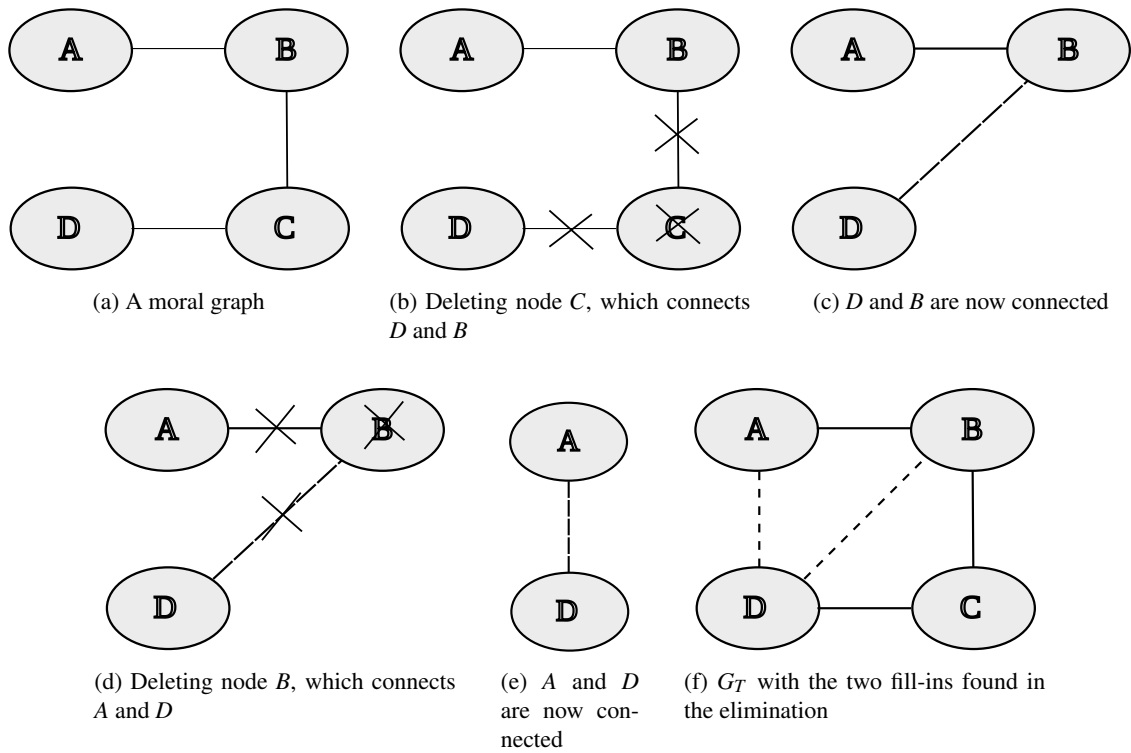 A B A B A B
D C D C D
(a) A moral graph
(b) Deleting node C, which connects
D and B
(c) D and B are now connected
A B
D
(d) Deleting node B, which connects
A and D
A
D
(e) A and D
are now con-
nected
A B
D C
(f) G_T with the two fill-ins found in
the elimination